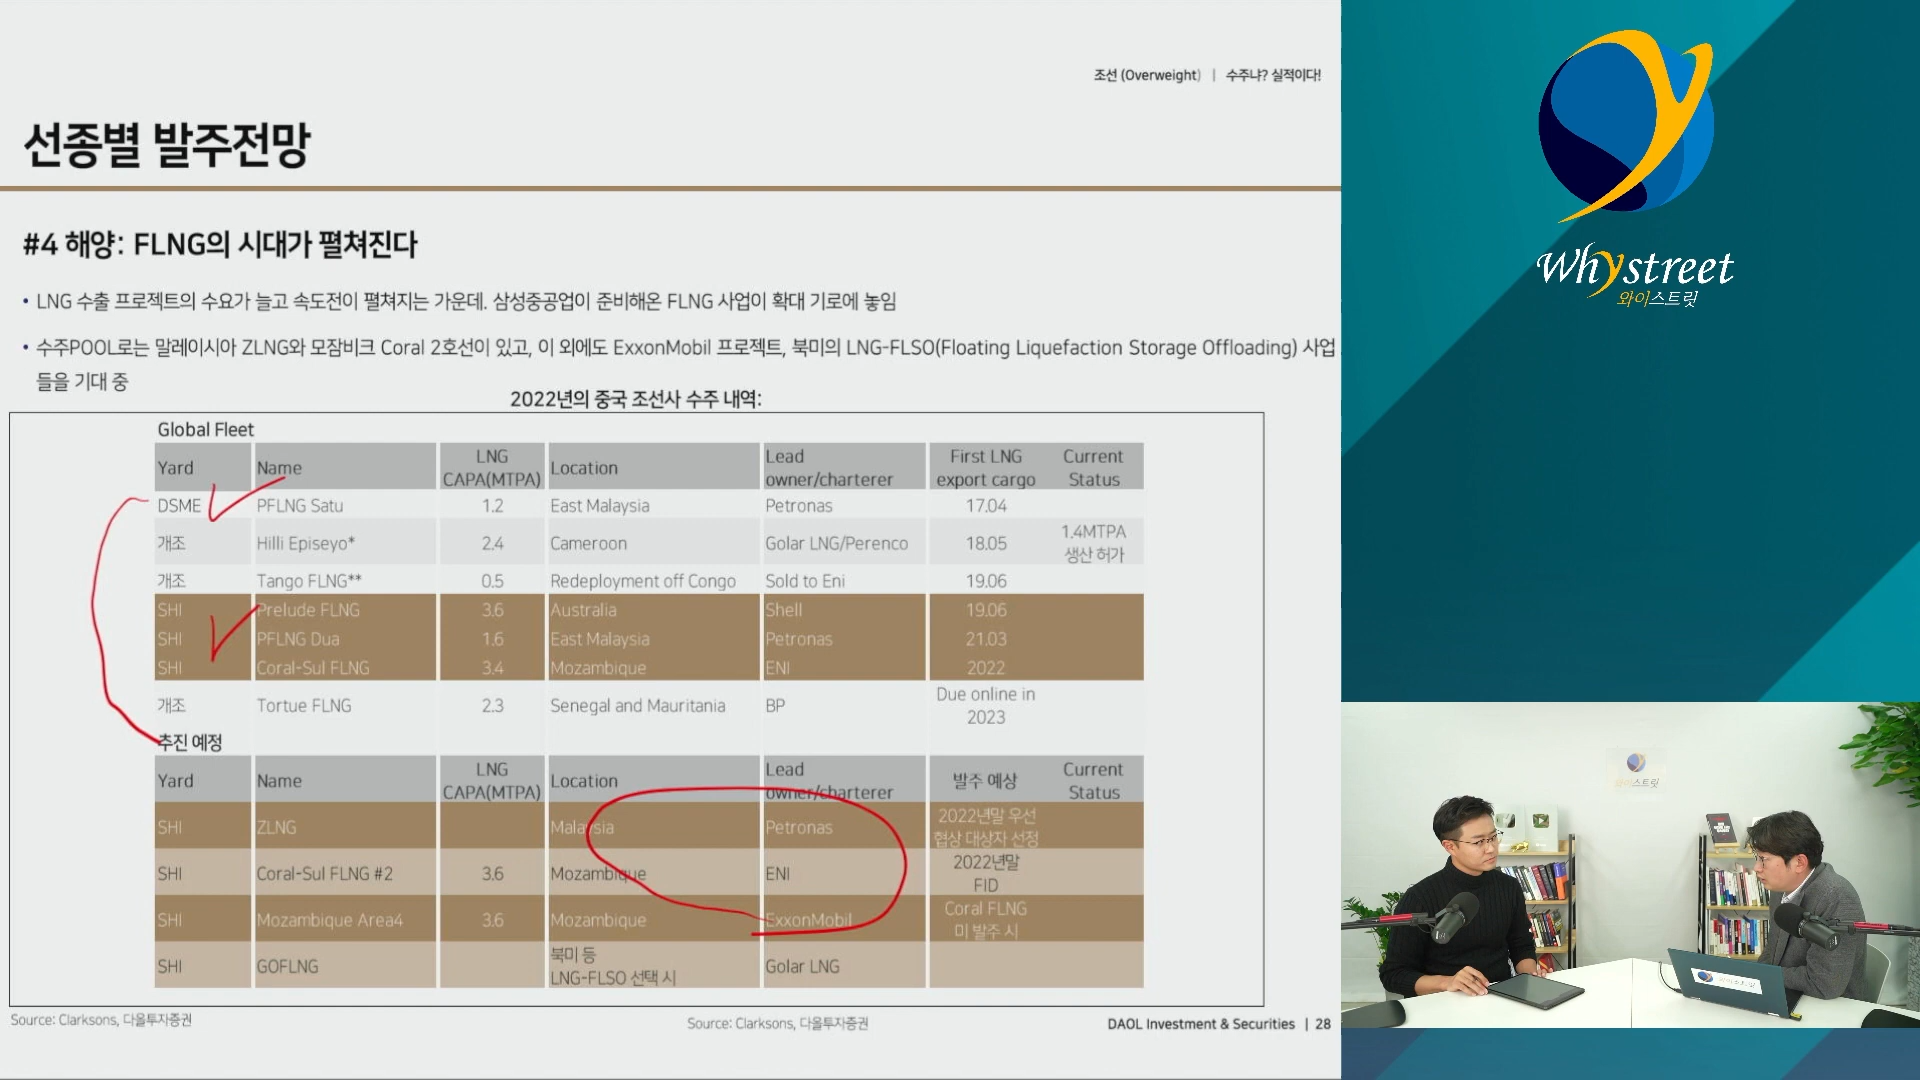 조선 (Overweight) | 수주냐? 실적이다!
선종별 발주전망
#4 해양: FLNG의 시대가 펼쳐진다
• LNG 수출 프로젝트의 수요가 늘고 속도전이 펼쳐지는 가운데. 삼성중공업이 준비해온 FLNG 사업이 확대 기로에 놓임
• 수주POOL로는 말레이시아 ZLNG와 모잠비크 Coral 2호선이 있고, 이 외에도 ExxonMobil 프로젝트, 북미의 LNG-FLSO(Floating Liquefaction Storage Offloading) 사업
들을 기대 중
2022년의 중국 조선사 수주 내역:
Global Fleet
Yard Name LNG CAPA(MTPA) Location Lead owner/charterer First LNG export cargo Current Status
DSME PFLNG Satu 1.2 East Malaysia Petronas 17.04
개조 Hilli Episeyo* 2.4 Cameroon Golar LNG/Perenco 18.05 1.4MTPA 생산 허가
개조 Tango FLNG** 0.5 Redeployment off Congo Sold to Eni 19.06
SHI Prelude FLNG 3.6 Australia Shell 19.06
SHI PFLNG Dua 1.6 East Malaysia Petronas 21.03
SHI Coral-Sul FLNG 3.4 Mozambique ENI 2022
개조 Tortue FLNG 2.3 Senegal and Mauritania BP Due online in 2023
추진 예정
Yard Name LNG CAPA(MTPA) Location Lead owner/charterer 발주 예상 Current Status
SHI ZLNG Malaysia Petronas 2022년말 우선 협상 대상자 선정
SHI Coral-Sul FLNG #2 3.6 Mozambique ENI 2022년말 FID
SHI Mozambique Area4 3.6 Mozambique ExxonMobil Coral FLNG 미 발주 시
SHI GOFLNG 북미 등 LNG-FLSO 선택 시 Golar LNG
Source: Clarksons, 다올투자증권
Source: Clarksons, 다올투자증권
DAOL Investment & Securities | 28
Whystreet
와이스트릿
와이스트릿